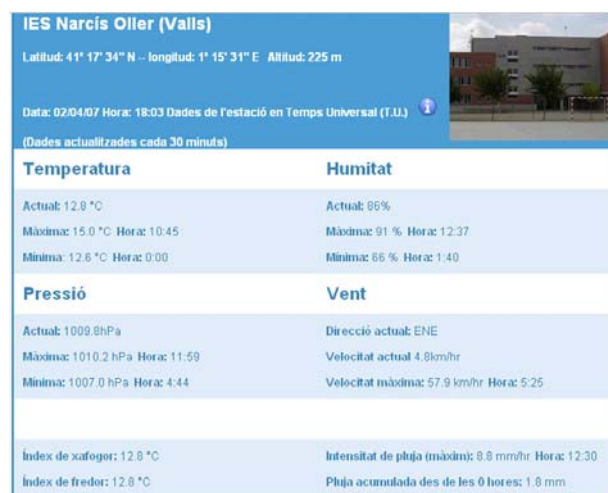 IES Narcís Oller (Valls)
Latitud: 41° 17' 34" N -- longitud: 1° 15' 31" E Altitud: 225 m
Data: 02/04/07 Hora: 18:03 Dades de l'estació en Temps Universal (T.U.)
(Dades actualitzades cada 30 minuts)
Temperatura
Actual: 12.8 °C
Màxima: 15.0 °C Hora: 10:45
Mínima: 12.6 °C Hora: 0:00
Humitat
Actual: 86%
Màxima: 91 % Hora: 12:37
Mínima: 66 % Hora: 1:40
Pressió
Actual: 1009.8hPa
Màxima: 1010.2 hPa Hora: 11:59
Mínima: 1007.0 hPa Hora: 4:44
Vent
Direcció actual: ENE
Velocitat actual 4.8km/hr
Velocitat màxima: 57.9 km/hr Hora: 5:25
Índex de xafogor: 12.8 °C
Índex de fredor: 12.8 °C
Intensitat de pluja (màxim): 8.8 mm/hr Hora: 12:30
Pluja acumulada des de les 0 hores: 1.8 mm